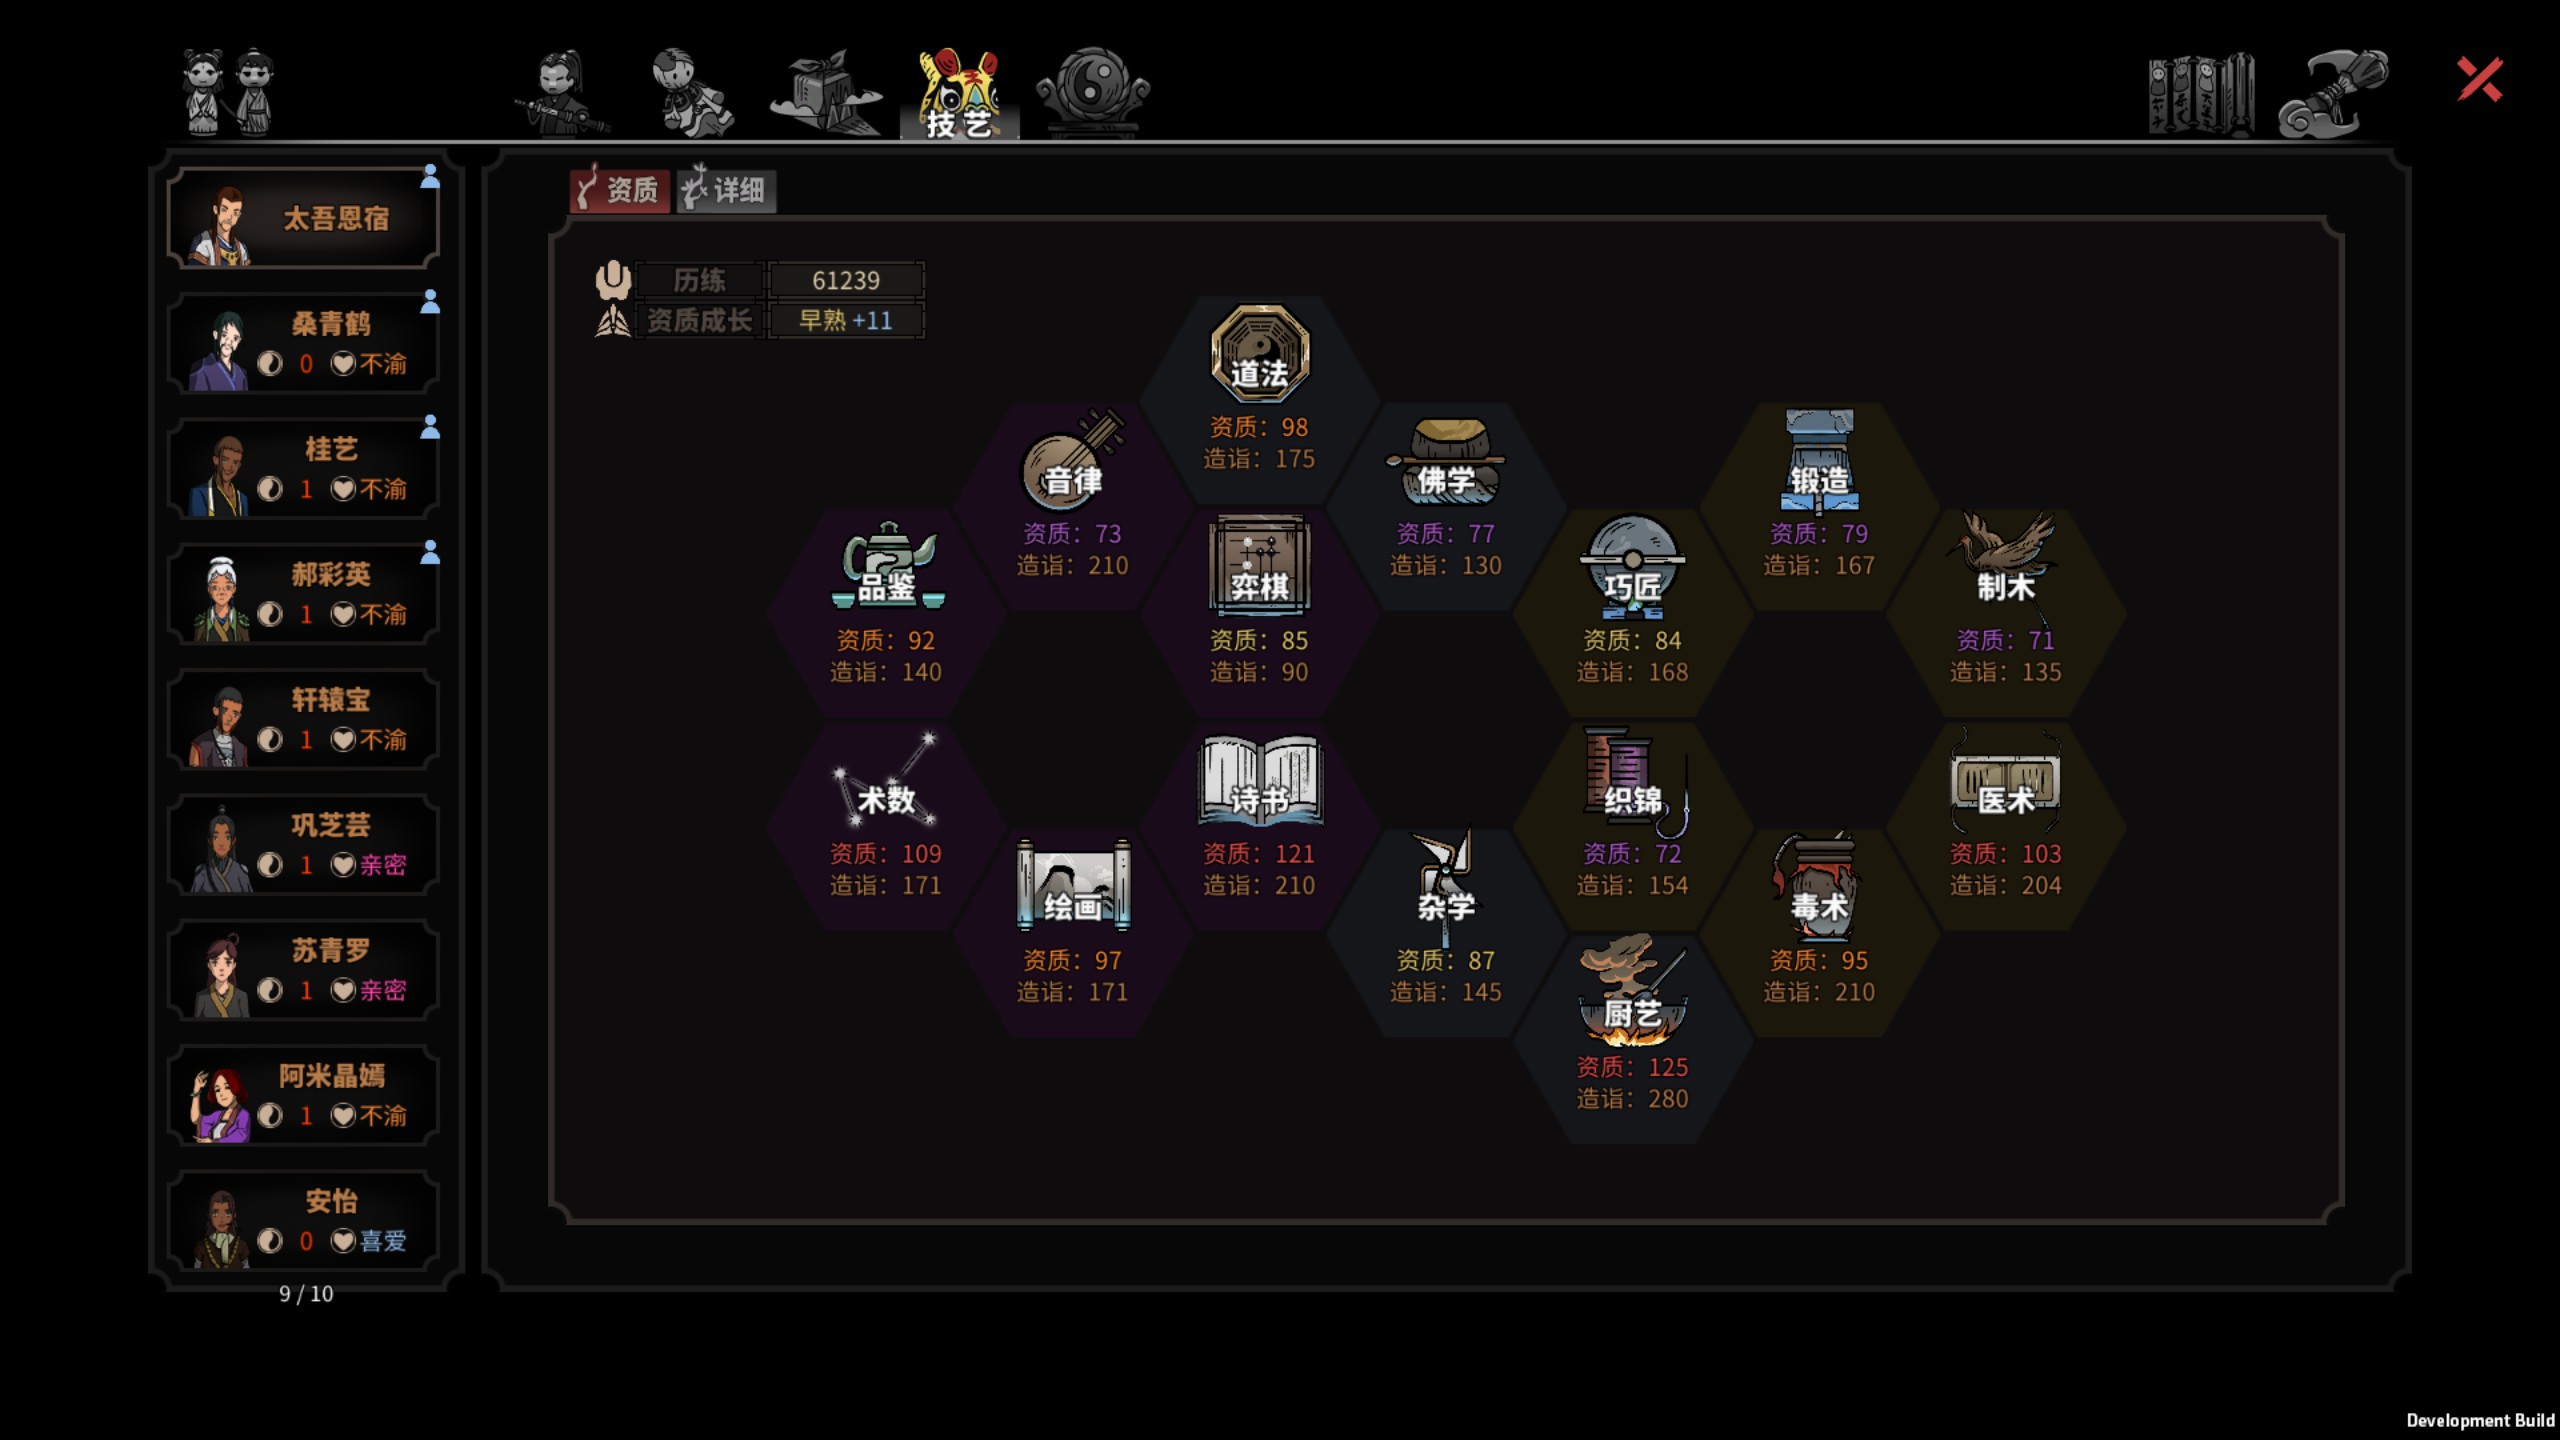 技艺
太吾恩宿
桑青鹤
0 不渝
桂艺
1 不渝
郝彩英
1 不渝
轩辕宝
1 不渝
巩芝芸
1 亲密
苏青罗
1 亲密
阿米晶嫣
1 不渝
安怡
0 喜爱
9 / 10
资质 详细
历练 61239
资质成长 早熟 +11
道法
资质：98
造诣：175
音律
资质：73
造诣：210
佛学
资质：77
造诣：130
锻造
资质：79
造诣：167
品鉴
资质：92
造诣：140
弈棋
资质：85
造诣：90
巧匠
资质：84
造诣：168
制木
资质：71
造诣：135
术数
资质：109
造诣：171
诗书
资质：121
造诣：210
织锦
资质：72
造诣：154
医术
资质：103
造诣：204
绘画
资质：97
造诣：171
杂学
资质：87
造诣：145
毒术
资质：95
造诣：210
厨艺
资质：125
造诣：280
Development Build